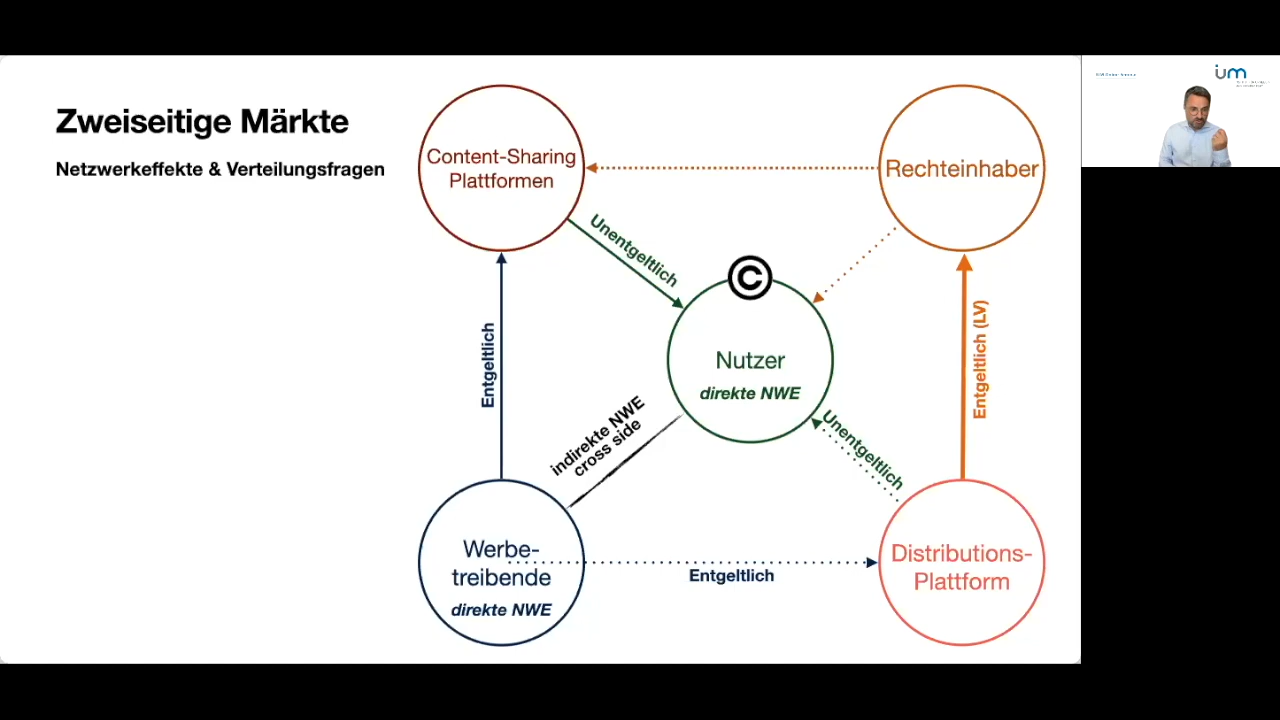 Zweiseitige Märkte
Netzwerkeffekte & Verteilungsfragen
Content-Sharing
Plattformen
Rechteinhaber
Unentgeltlich
©
Nutzer
direkte NWE
Entgeltlich
Entgeltlich (LV)
indirekte NWE
cross side
Unentgeltlich
Werbe-
treibende
direkte NWE
Entgeltlich
Distributions-
Plattform
ium